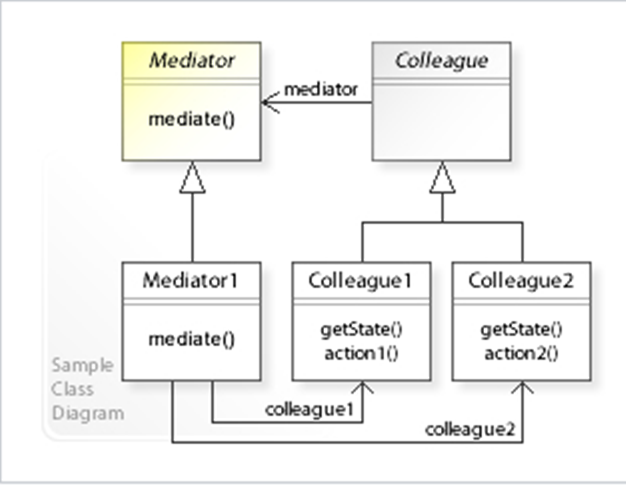 Mediator
mediate()
mediator
Colleague
Mediator1
mediate()
Colleague1
getState()
action1()
Colleague2
getState()
action2()
colleague1
colleague2
Sample
Class
Diagram